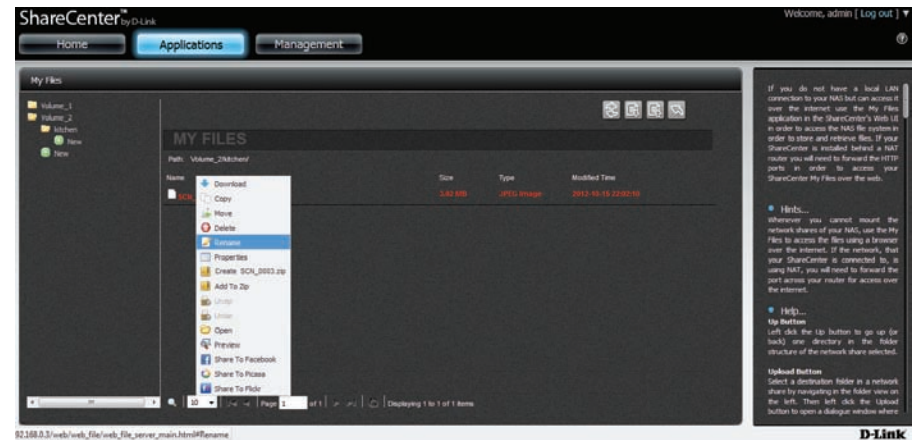 ShareCenter™ by D-Link
Welcome, admin [ Log out ] ▼
Home
Applications
Management
My Files
Volume_1
Volume_2
kitchen
New
New
MY FILES
Path: Volume_2/kitchen/
Name
Size
Type
Modified Time
SCN_
3.82 MB
JPEG Image
2012-10-15 22:02:10
Download
Copy
Move
Delete
Rename
Properties
Create SCN_0003.zip
Add To Zip
Open
Preview
Share To Facebook
Share To Picasa
Share To Flickr
10
Page 1 of 1
Displaying 1 to 1 of 1 items
If you do not have a local LAN
connection to your NAS but can access it
over the internet use the My Files
application in the ShareCenter's Web UI
in order to access the NAS file system in
order to store and retrieve files. If your
ShareCenter is installed behind a NAT
router you will need to forward the HTTP
ports in order to access your
ShareCenter My Files over the web.
Hints...
Whenever you cannot mount the
network shares of your NAS, use the My
Files to access the files using a browser
over the internet. If the network, that
your ShareCenter is connected to, is
using NAT, you will need to forward the
port across your router for access over
the internet.
Help...
Up Button
Left click the Up button to go up (or
back) one directory in the folder
structure of the network share selected.
Upload Button
Select a destination folder in a network
share by navigating in the folder view on
the left. Then left click the Upload
button to open a dialogue window where
92.168.0.3/web/web_file/web_file_server_main.html#Rename
D-Link